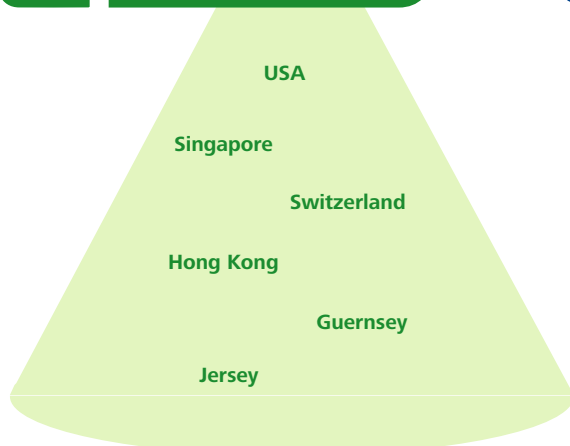 USA
Singapore
Switzerland
Hong Kong
Guernsey
Jersey